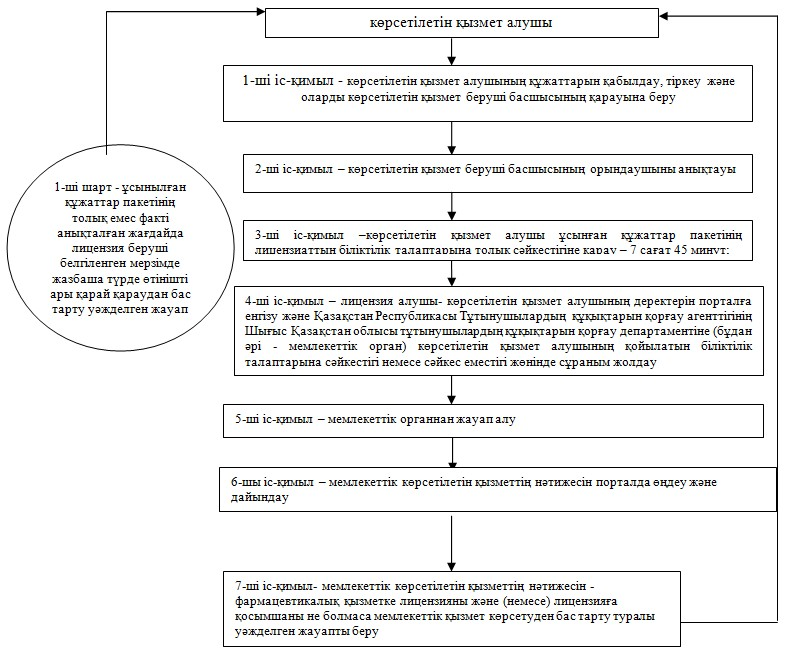 көрсетілетін қызмет алушы
1-ші іс-қимыл - көрсетілетін қызмет алушының құжаттарын қабылдау, тіркеу және
оларды көрсетілетін қызмет беруші басшысының қарауына беру
2-ші іс-қимыл – көрсетілетін қызмет беруші басшысының орындаушыны анықтауы
1-ші шарт - ұсынылған
құжаттар пакетінің
толық емес факті
анықталған жағдайда
лицензия беруші
белгіленген мерзімде
жазбаша түрде өтінішті
ары қарай қараудан бас
тарту уәжделген жауап
3-ші іс-қимыл –көрсетілетін қызмет алушы ұсынған құжаттар пакетінің
лицензиаттың біліктілік талаптарына толық сәйкестігіне қарау – 7 сағат 45 минут;
4-ші іс-қимыл – лицензия алушы- көрсетілетін қызмет алушының деректерін порталға
енгізу және Қазақстан Республикасы Тұтынушылардың құқықтарын қорғау агенттігінің
Шығыс Қазақстан облысы тұтынушылардың құқықтарын қорғау департаментіне (бұдан
әрі - мемлекеттік орган) көрсетілетін қызмет алушының қойылатын біліктілік
талаптарына сәйкестігі немесе сәйкес еместігі жөнінде сұраным жолдау
5-ші іс-қимыл – мемлекеттік органнан жауап алу
6-шы іс-қимыл – мемлекеттік көрсетілетін қызметтің нәтижесін порталда өңдеу және
дайындау
7-ші іс-қимыл- мемлекеттік көрсетілетін қызметтің нәтижесін -
фармацевтикалық қызметке лицензияны және (немесе) лицензияға
қосымшаны не болмаса мемлекеттік қызмет көрсетуден бас тарту туралы
уәжделген жауапты беру